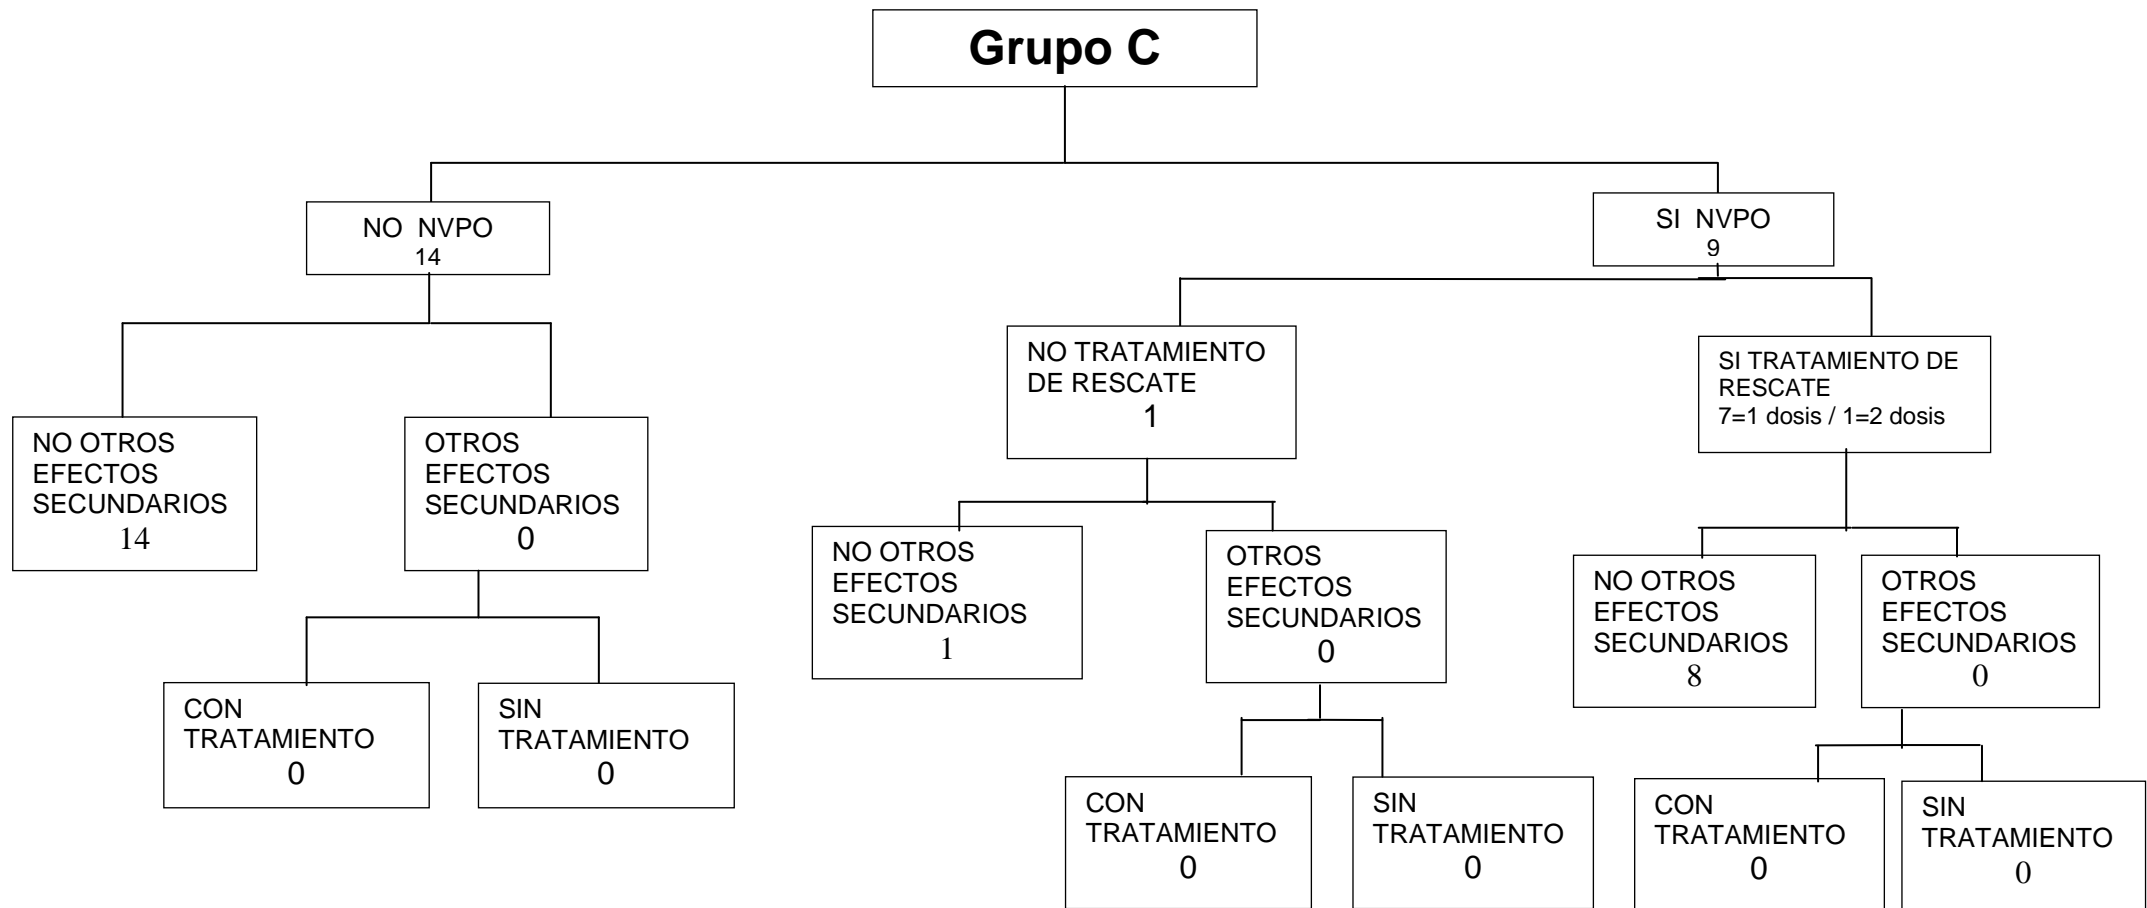 Grupo C
NO NVPO
14
SI NVPO
9
NO TRATAMIENTO
DE RESCATE
1
SI TRATAMIENTO DE
RESCATE
7=1 dosis / 1=2 dosis
NO OTROS
EFECTOS
SECUNDARIOS
14
OTROS
EFECTOS
SECUNDARIOS
0
NO OTROS
EFECTOS
SECUNDARIOS
1
OTROS
EFECTOS
SECUNDARIOS
0
NO OTROS
EFECTOS
SECUNDARIOS
8
OTROS
EFECTOS
SECUNDARIOS
0
CON
TRATAMIENTO
0
SIN
TRATAMIENTO
0
CON
TRATAMIENTO
0
SIN
TRATAMIENTO
0
CON
TRATAMIENTO
0
SIN
TRATAMIENTO
0